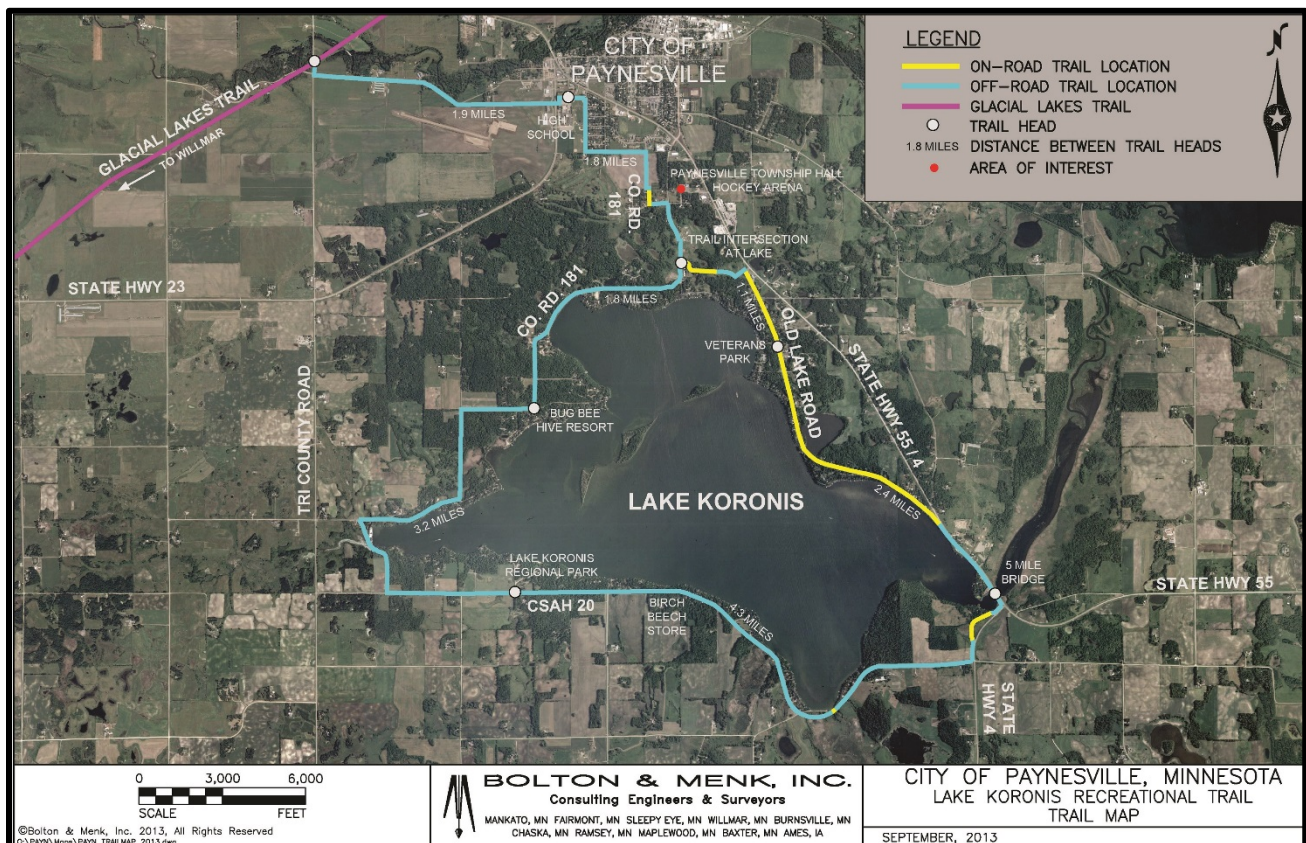 CITY OF
PAYNESVILLE
GLACIAL LAKES TRAIL
TO WILLMAR
1.9 MILES
HIGH
SCHOOL
1.8 MILES
CO. RD.
181
PAYNESVILLE TOWNSHIP HALL
HOCKEY ARENA
TRAIL INTERSECTION
AT LAKE
STATE HWY 23
CO. RD. 181
1.8 MILES
1.1 MILES
OLD LAKE ROAD
VETERANS
PARK
STATE HWY 55 / 4
TRI COUNTY ROAD
BUG BEE
HIVE RESORT
LAKE KORONIS
2.4 MILES
3.2 MILES
LAKE KORONIS
REGIONAL PARK
CSAH 20
BIRCH
BEECH
STORE
4.3 MILES
5 MILE
BRIDGE
STATE HWY 55
STATE
HWY 4
LEGEND
ON-ROAD TRAIL LOCATION
OFF-ROAD TRAIL LOCATION
GLACIAL LAKES TRAIL
TRAIL HEAD
1.8 MILES DISTANCE BETWEEN TRAIL HEADS
AREA OF INTEREST
N
0 3,000 6,000
SCALE FEET
©Bolton & Menk, Inc. 2013, All Rights Reserved
G:\PAYN\Maps\PAYN_TRAILMAP_2013.dwg
BOLTON & MENK, INC.
Consulting Engineers & Surveyors
MANKATO, MN FAIRMONT, MN SLEEPY EYE, MN WILLMAR, MN BURNSVILLE, MN
CHASKA, MN RAMSEY, MN MAPLEWOOD, MN BAXTER, MN AMES, IA
CITY OF PAYNESVILLE, MINNESOTA
LAKE KORONIS RECREATIONAL TRAIL
TRAIL MAP
SEPTEMBER, 2013